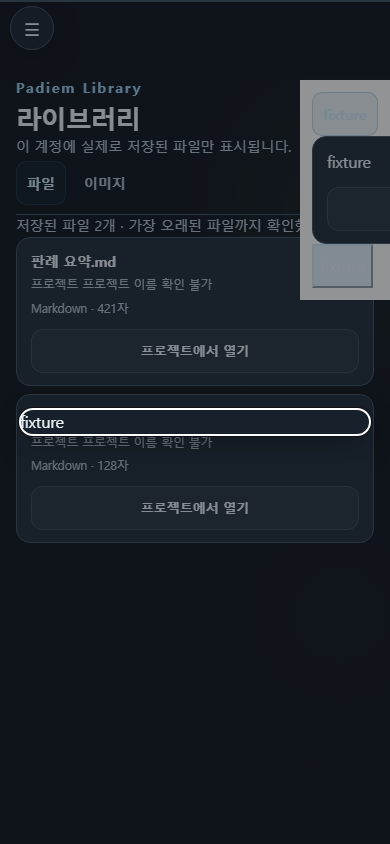 ☰
Padiem Library
라이브러리
이 계정에 실제로 저장된 파일만 표시됩니다.
파일
이미지
저장된 파일 2개 · 가장 오래된 파일까지
fixture
fixture
판례 요약.md
프로젝트 프로젝트 이름 확인 불가
Markdown · 421자
프로젝트에서 열기
fixture
프로젝트 프로젝트 이름 확인 불가
Markdown · 128자
프로젝트에서 열기